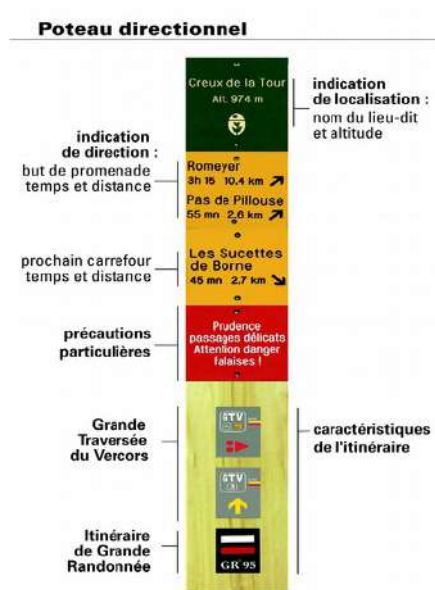 Poteau directionnel
Creux de la Tour
Alt. 974 m
indication
de localisation :
nom du lieu-dit
et altitude
indication
de direction :
but de promenade
temps et distance
Romeyer
3h 15 10.4 km
Pas de Pillouse
55 mn 2,6 km
prochain carrefour
temps et distance
Les Sucettes
de Borne
45 mn 2,7 km
précautions
particulières
Prudence
passages délicats
Attention danger
falaises !
Grande
Traversée
du Vercors
GTV
GTV
caractéristiques
de l'itinéraire
Itinéraire
de Grande
Randonnée
GR® 95